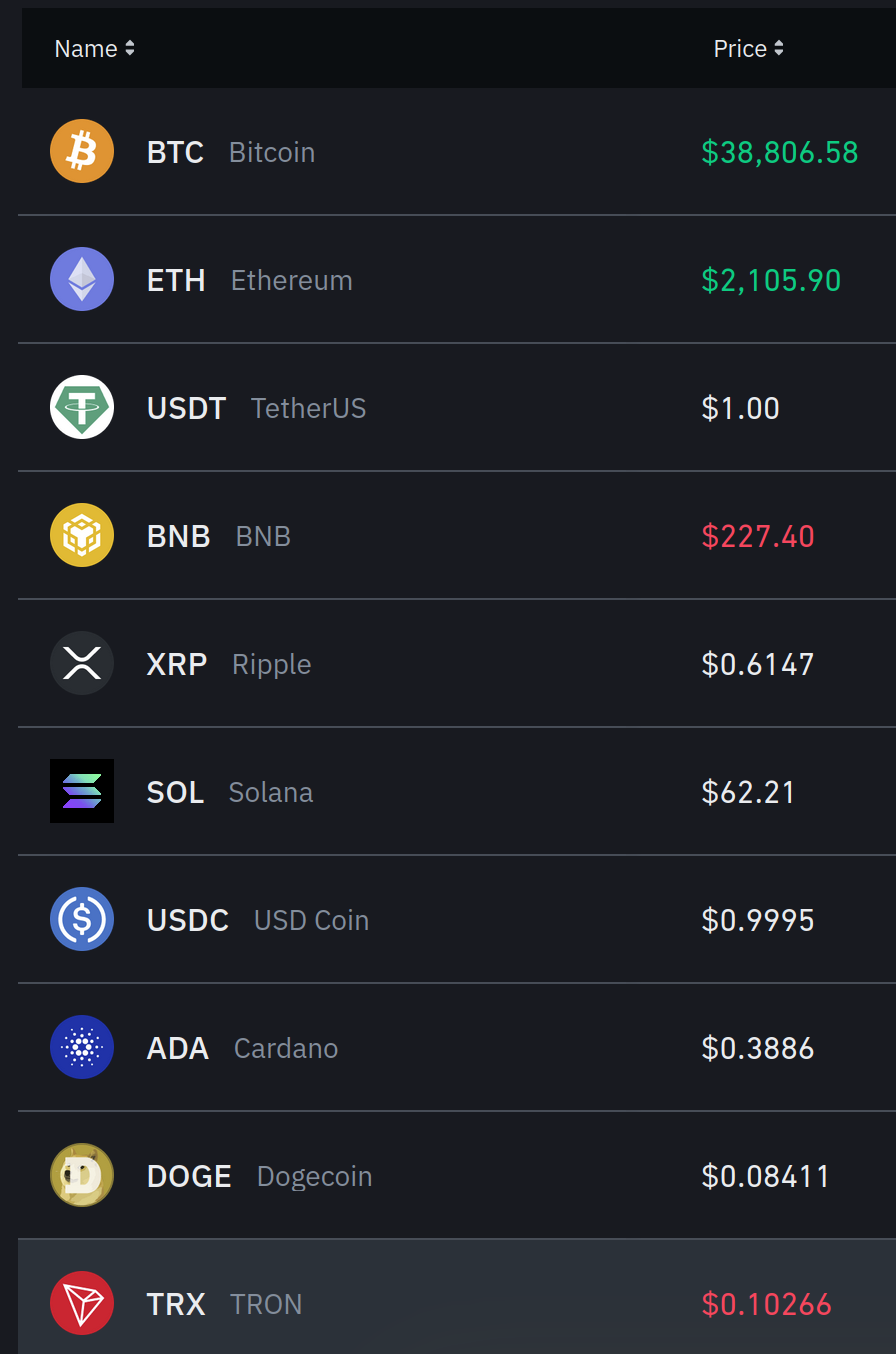 Name Price
BTC Bitcoin $38,806.58
ETH Ethereum $2,105.90
USDT TetherUS $1.00
BNB BNB $227.40
XRP Ripple $0.6147
SOL Solana $62.21
USDC USD Coin $0.9995
ADA Cardano $0.3886
DOGE Dogecoin $0.08411
TRX TRON $0.10266